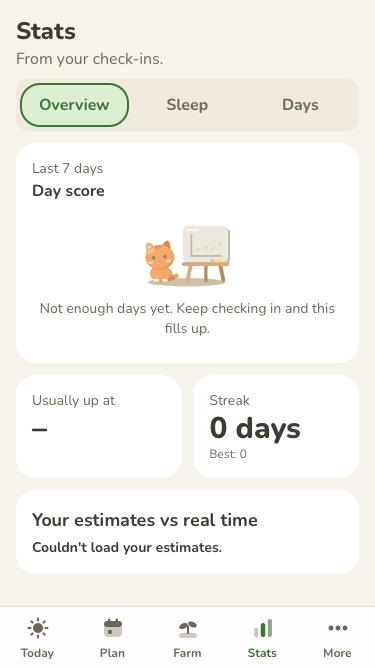 Stats
From your check-ins.
Overview
Sleep
Days
Last 7 days
Day score
Not enough days yet. Keep checking in and this
fills up.
Usually up at
–
Streak
0 days
Best: 0
Your estimates vs real time
Couldn't load your estimates.
Today
Plan
Farm
Stats
More